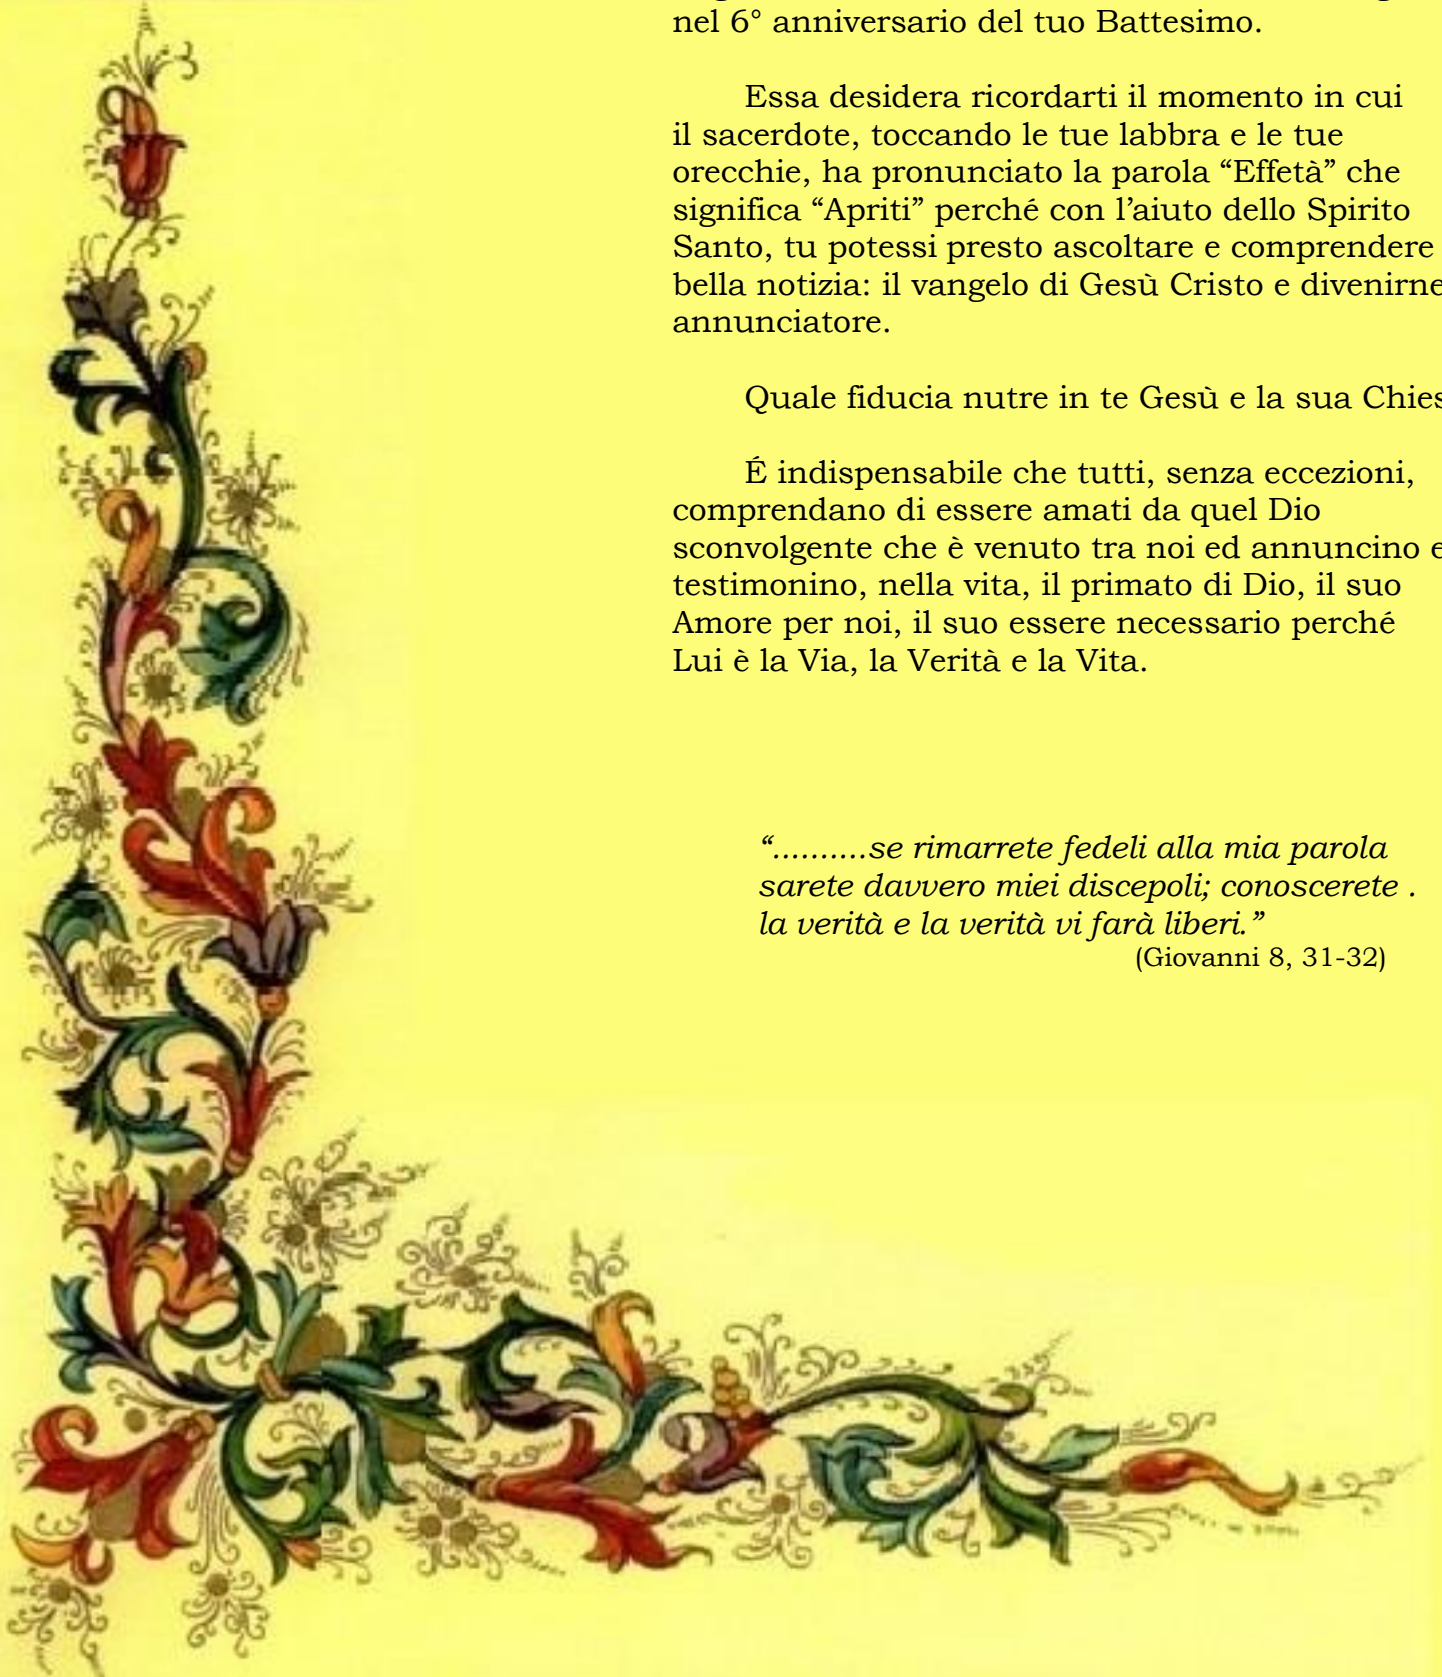 nel 6° anniversario del tuo Battesimo.
Essa desidera ricordarti il momento in cui
il sacerdote, toccando le tue labbra e le tue
orecchie, ha pronunciato la parola “Effetà” che
significa “Apriti” perché con l’aiuto dello Spirito
Santo, tu potessi presto ascoltare e comprendere
bella notizia: il vangelo di Gesù Cristo e divenirne
annunciatore.
Quale fiducia nutre in te Gesù e la sua Chies
É indispensabile che tutti, senza eccezioni,
comprendano di essere amati da quel Dio
sconvolgente che è venuto tra noi ed annuncino e
testimonino, nella vita, il primato di Dio, il suo
Amore per noi, il suo essere necessario perché
Lui è la Via, la Verità e la Vita.
“..........se rimarrete fedeli alla mia parola
sarete davvero miei discepoli; conoscerete .
la verità e la verità vi farà liberi.”
(Giovanni 8, 31-32)